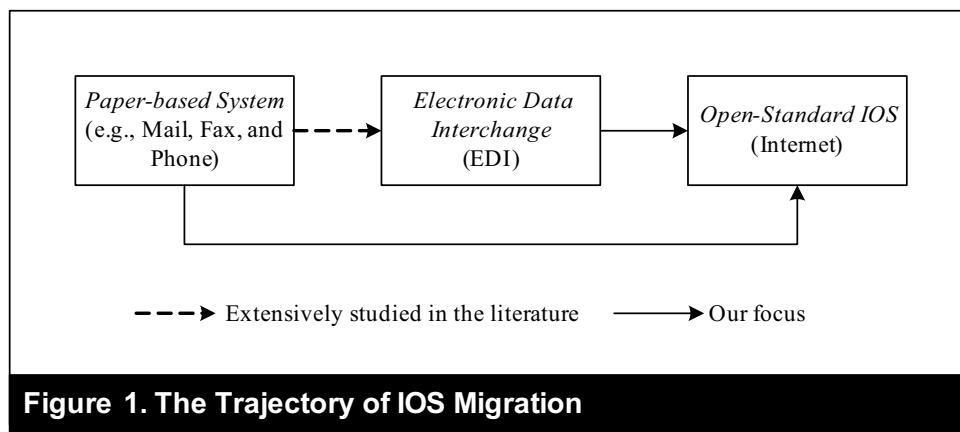 Paper-based System
(e.g., Mail, Fax, and
Phone)
Electronic Data
Interchange
(EDI)
Open-Standard IOS
(Internet)
Extensively studied in the literature
Our focus
Figure 1. The Trajectory of IOS Migration